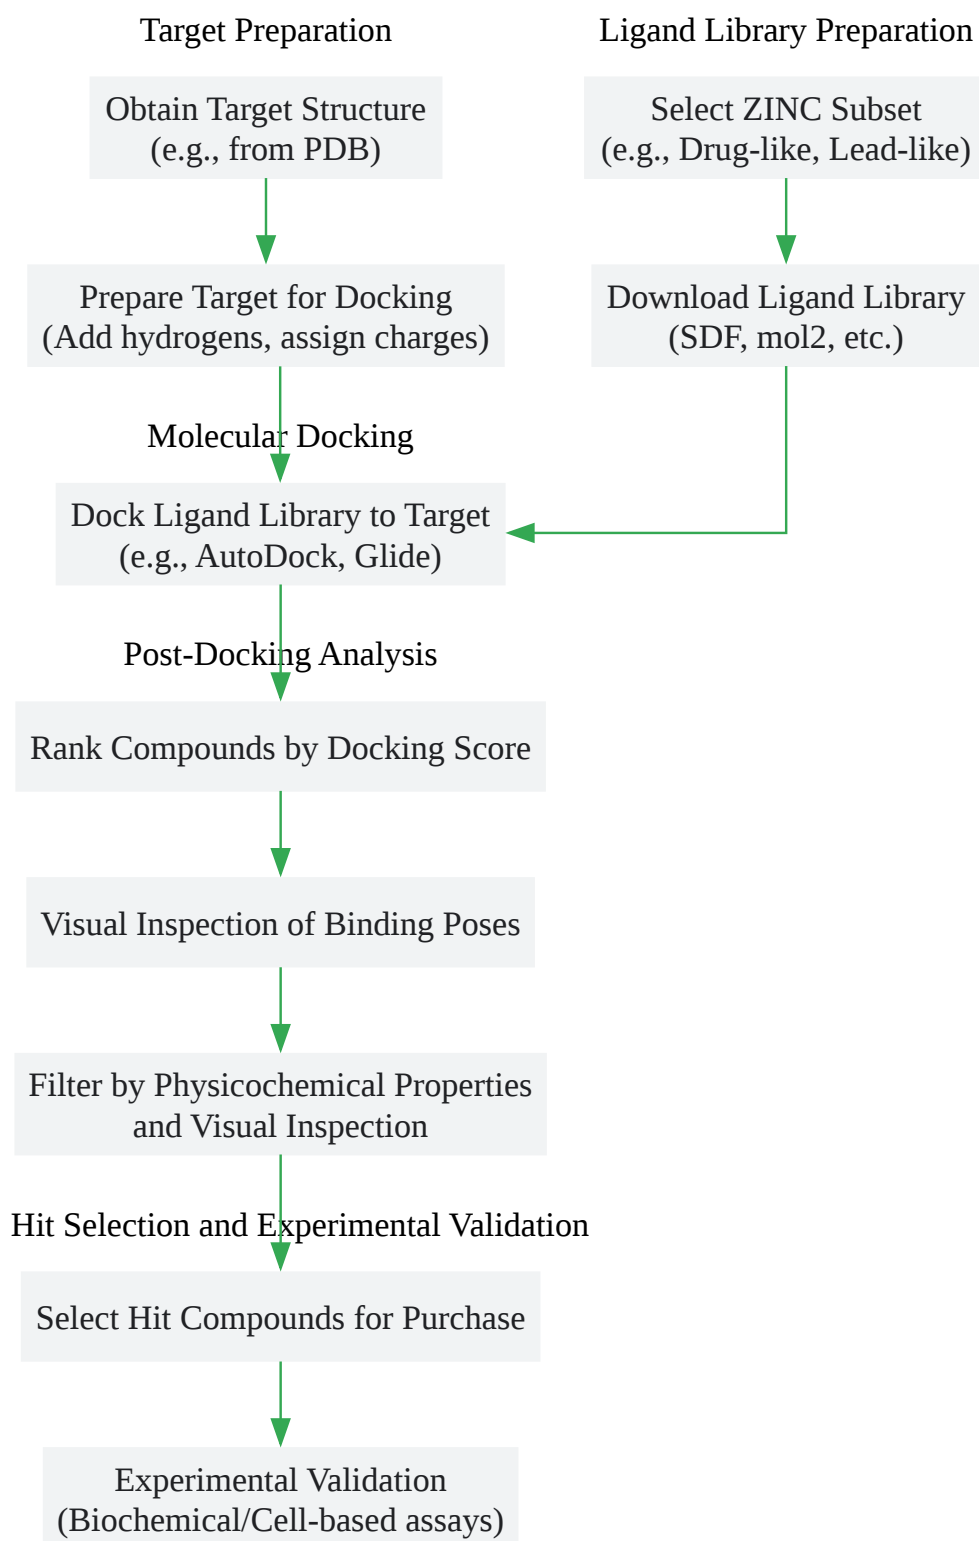 Target Preparation
Obtain Target Structure
(e.g., from PDB)
Prepare Target for Docking
(Add hydrogens, assign charges)
Ligand Library Preparation
Select ZINC Subset
(e.g., Drug-like, Lead-like)
Download Ligand Library
(SDF, mol2, etc.)
Molecular Docking
Dock Ligand Library to Target
(e.g., AutoDock, Glide)
Post-Docking Analysis
Rank Compounds by Docking Score
Visual Inspection of Binding Poses
Filter by Physicochemical Properties
and Visual Inspection
Hit Selection and Experimental Validation
Select Hit Compounds for Purchase
Experimental Validation
(Biochemical/Cell-based assays)